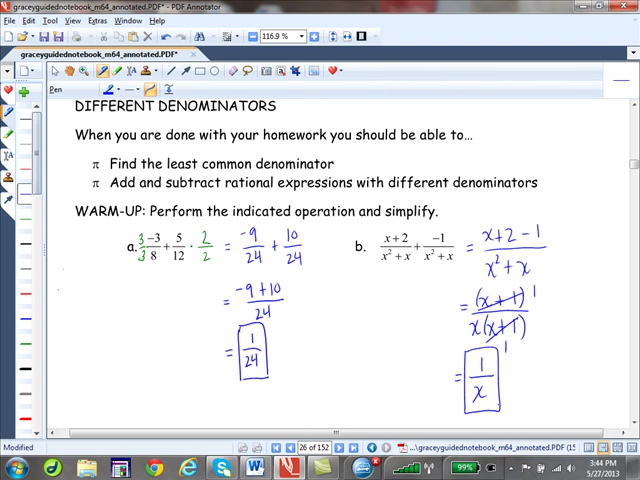 graceyguidednotebook_m64_annotated.PDF* - PDF Annotator
File Edit View Extras Window Help
116.9 %
graceyguidednotebook_m64_annotated.PDF*
Pen
DIFFERENT DENOMINATORS
When you are done with your homework you should be able to…
π Find the least common denominator
π Add and subtract rational expressions with different denominators
WARM-UP: Perform the indicated operation and simplify.
a. 3/3 · -3/8 + 5/12 · 2/2 = -9/24 + 10/24
= (-9 + 10)/24
= 1/24
b. (x+2)/(x²+x) + (-1)/(x²+x) = (x+2-1)/(x²+x)
= (x+1) 1 / x(x+1) 1
= 1/x
Modified
26 of 152
graceyguidednotebook_m64_annotated.PDF* (15
99%
3:44 PM
5/27/2013